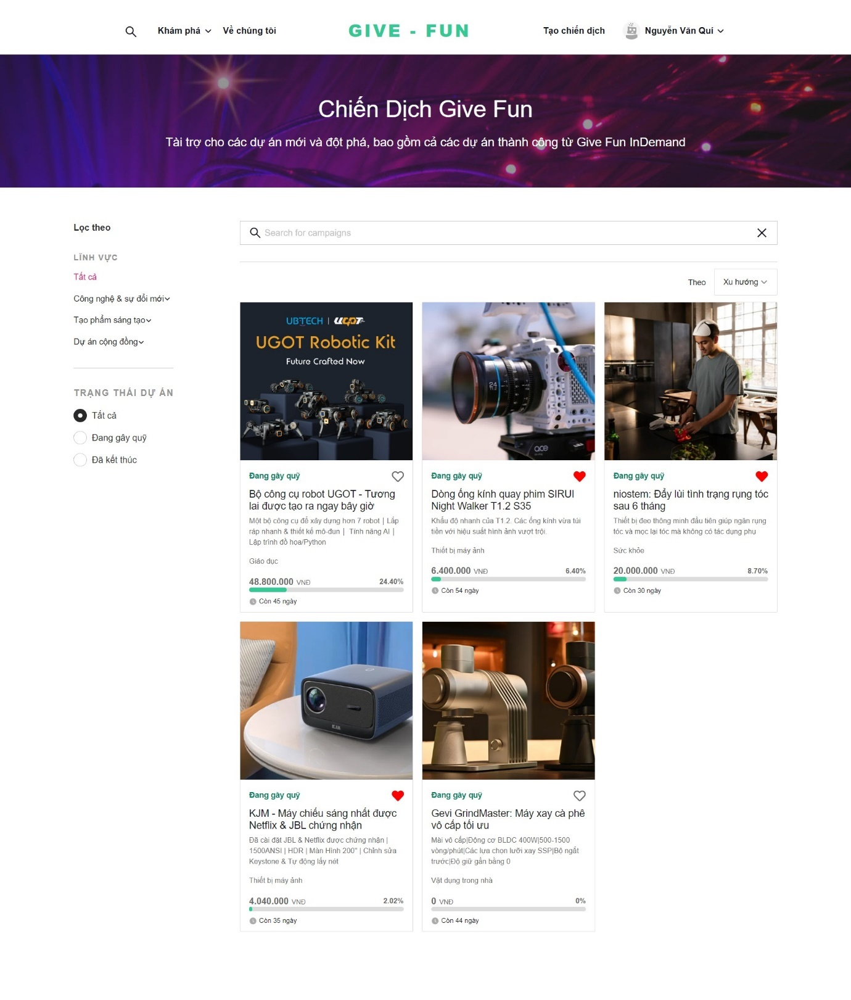 Khám phá
Về chúng tôi
GIVE - FUN
Tạo chiến dịch
Nguyễn Văn Quí
Chiến Dịch Give Fun
Tài trợ cho các dự án mới và đột phá, bao gồm cả các dự án thành công từ Give Fun InDemand
Lọc theo
LĨNH VỰC
Tất cả
Công nghệ & sự đổi mới
Tạo phẩm sáng tạo
Dự án cộng đồng
TRẠNG THÁI DỰ ÁN
Tất cả
Đang gây quỹ
Đã kết thúc
Search for campaigns
Theo
Xu hướng
UBTECH | UGOT
UGOT Robotic Kit
Future Crafted Now
Đang gây quỹ
Bộ công cụ robot UGOT - Tương
lai được tạo ra ngay bây giờ
Một bộ công cụ để xây dựng hơn 7 robot | Lắp
ráp nhanh & thiết kế mô-đun | Tính năng AI |
Lập trình đồ họa/Python
Giáo dục
48.800.000 VNĐ
24.40%
Còn 45 ngày
24
T1.2
ace
Đang gây quỹ
Dòng ống kính quay phim SIRUI
Night Walker T1.2 S35
Khẩu độ nhanh của T1.2. Các ống kính vừa túi
tiền với hiệu suất hình ảnh vượt trội.
Thiết bị máy ảnh
6.400.000 VNĐ
6.40%
Còn 54 ngày
Đang gây quỹ
niostem: Đẩy lùi tình trạng rụng tóc
sau 6 tháng
Thiết bị đeo thông minh đầu tiên giúp ngăn rụng
tóc và mọc lại tóc mà không có tác dụng phụ
Sức khỏe
20.000.000 VNĐ
8.70%
Còn 30 ngày
KJM
Đang gây quỹ
KJM - Máy chiếu sáng nhất được
Netflix & JBL chứng nhận
Đã cài đặt JBL & Netflix được chứng nhận |
1500ANSI | HDR | Màn Hình 200" | Chỉnh sửa
Keystone & Tự động lấy nét
Thiết bị máy ảnh
4.040.000 VNĐ
2.02%
Còn 35 ngày
Đang gây quỹ
Gevi GrindMaster: Máy xay cà phê
vô cấp tối ưu
Mài vô cấp|Động cơ BLDC 400W|500-1500
vòng/phút|Các lựa chọn lưỡi xay SSP|Bộ ngắt
trước|Độ giữ gần bằng 0
Vật dụng trong nhà
0 VNĐ
0%
Còn 44 ngày